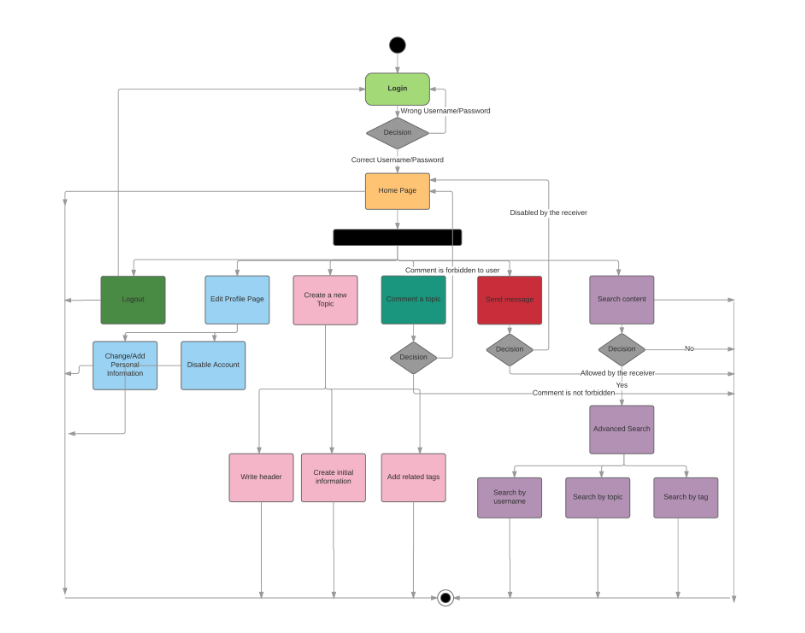 Login
Wrong Username/Password
Decision
Correct Username/Password
Home Page
Disabled by the receiver
Comment is forbidden to user
Logout
Edit Profile Page
Create a new
Topic
Comment a topic
Send message
Search content
Change/Add
Personal
Information
Disable Account
Decision
Decision
Decision
No
Allowed by the receiver
Yes
Comment is not forbidden
Advanced Search
Write header
Create initial
information
Add related tags
Search by
username
Search by topic
Search by tag